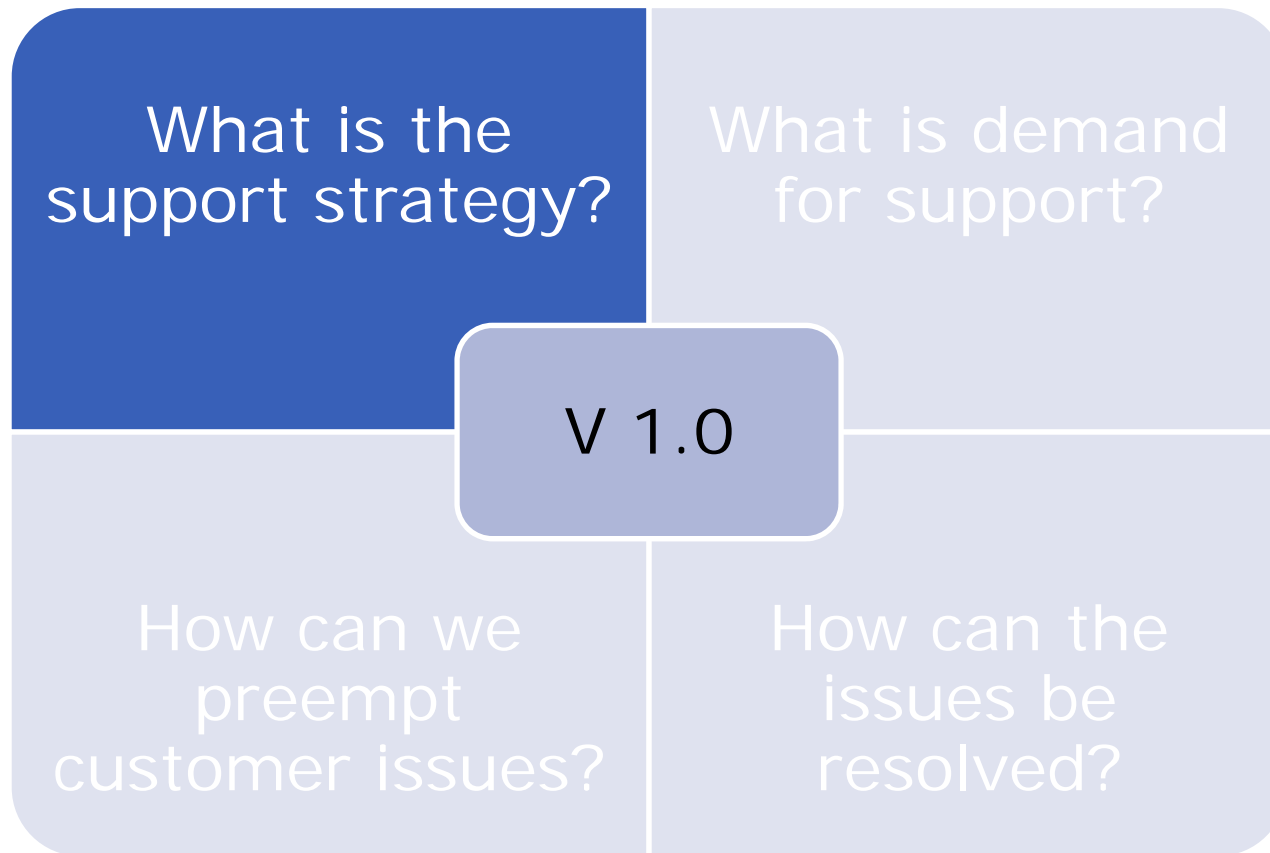 What is the
support strategy?
What is demand
for support?
V 1.0
How can we
preempt
customer issues?
How can the
issues be
resolved?